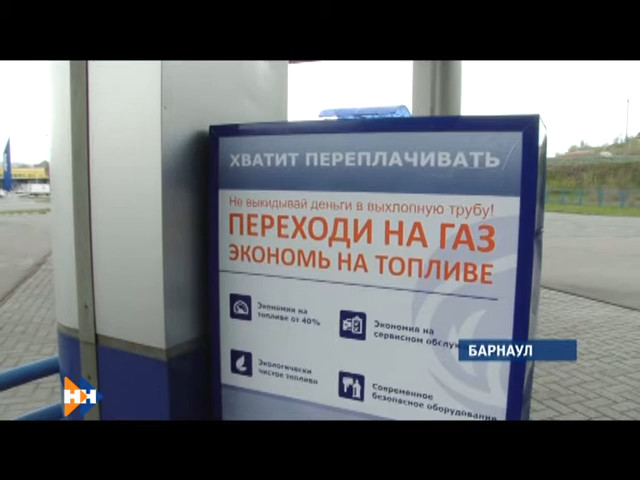 ХВАТИТ ПЕРЕПЛАЧИВАТЬ
Не выкидывай деньги в выхлопную трубу!
ПЕРЕХОДИ НА ГАЗ
ЭКОНОМЬ НА ТОПЛИВЕ
Экономия на
топливе от 40%
Экономия на
сервисном обслу
Экологически
чистое топливо
Современное
безопасное оборудование
БАРНАУЛ
НН